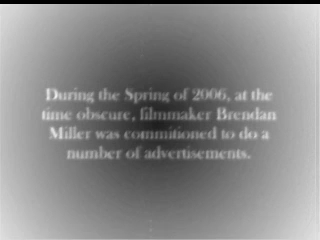 During the Spring of 2006, at the
time obscure, filmmaker Brendan
Miller was commitioned to do a
number of advertisements.